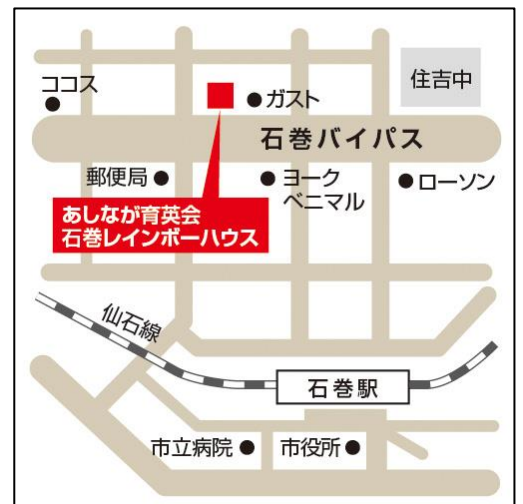 ココス
ガスト
住吉中
石巻バイパス
郵便局
ヨーク
ベニマル
ローソン
あしなが育英会
石巻レインボーハウス
仙石線
石巻駅
市立病院
市役所